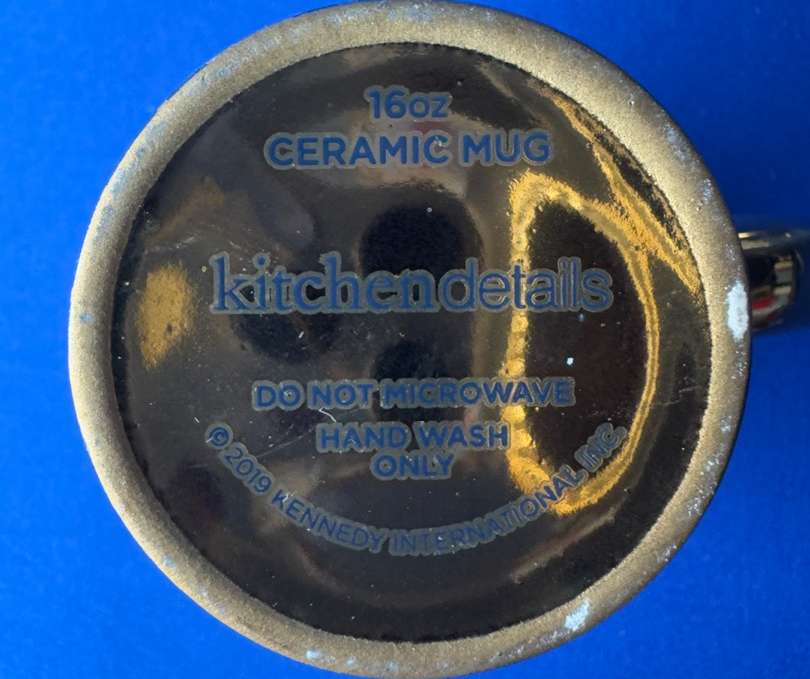 16oz
CERAMIC MUG
kitchendetails
DO NOT MICROWAVE
HAND WASH
ONLY
© 2019 KENNEDY INTERNATIONAL INC.